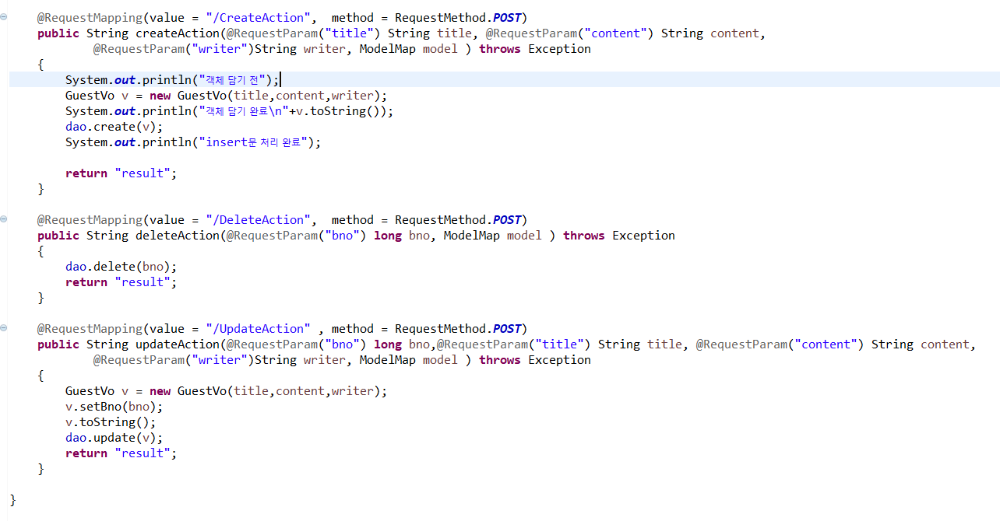 @RequestMapping(value = "/CreateAction",  method = RequestMethod.POST)
public String createAction(@RequestParam("title") String title, @RequestParam("content") String content,
@RequestParam("writer")String writer, ModelMap model ) throws Exception
{
System.out.println("객체 담기 전");
GuestVo v = new GuestVo(title,content,writer);
System.out.println("객체 담기 완료\n"+v.toString());
dao.create(v);
System.out.println("insert문 처리 완료");
return "result";
}
@RequestMapping(value = "/DeleteAction",  method = RequestMethod.POST)
public String deleteAction(@RequestParam("bno") long bno, ModelMap model ) throws Exception
{
dao.delete(bno);
return "result";
}
@RequestMapping(value = "/UpdateAction" , method = RequestMethod.POST)
public String updateAction(@RequestParam("bno") long bno,@RequestParam("title") String title, @RequestParam("content") String content,
@RequestParam("writer")String writer, ModelMap model ) throws Exception
{
GuestVo v = new GuestVo(title,content,writer);
v.setBno(bno);
v.toString();
dao.update(v);
return "result";
}
}